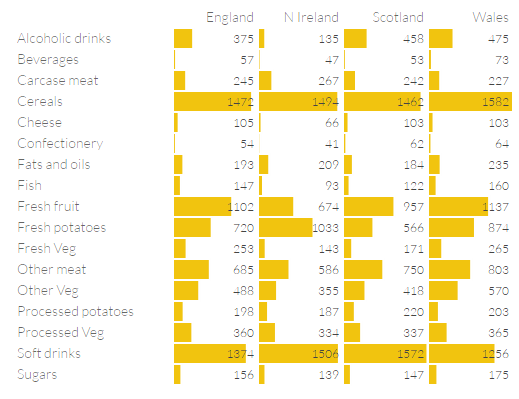 England N Ireland Scotland Wales
Alcoholic drinks 375 135 458 475
Beverages 57 47 53 73
Carcase meat 245 267 242 227
Cereals 1472 1494 1462 1582
Cheese 105 66 103 103
Confectionery 54 41 62 64
Fats and oils 193 209 184 235
Fish 147 93 122 160
Fresh fruit 1102 674 957 1137
Fresh potatoes 720 1033 566 874
Fresh Veg 253 143 171 265
Other meat 685 586 750 803
Other Veg 488 355 418 570
Processed potatoes 198 187 220 203
Processed Veg 360 334 337 365
Soft drinks 1374 1506 1572 1256
Sugars 156 139 147 175